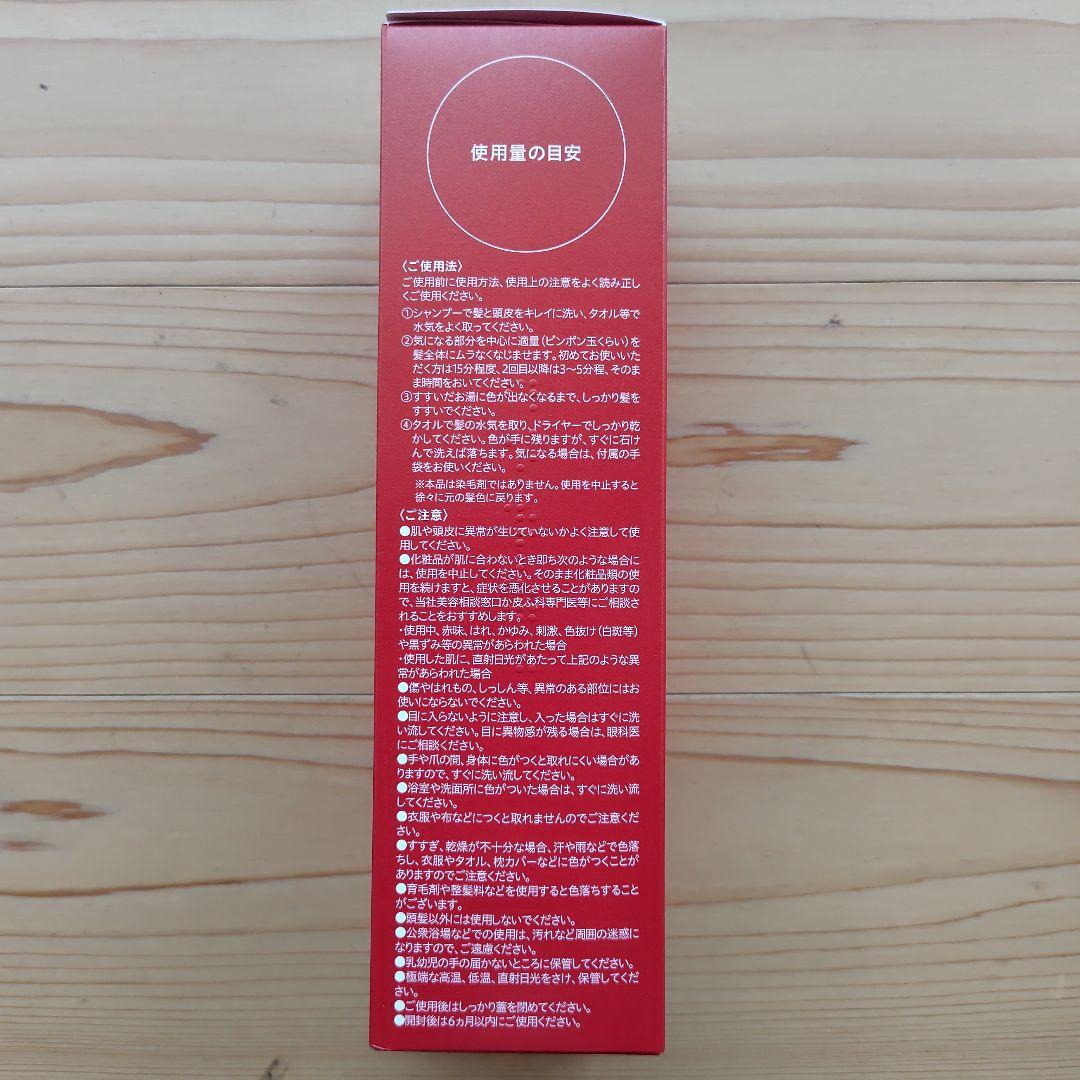 使用量の目安
〈ご使用法〉
ご使用前に使用方法、使用上の注意をよく読み正し
くご使用ください。
①シャンプーで髪と頭皮をキレイに洗い、タオル等で
水気をよく取ってください。
②気になる部分を中心に適量(ピンポン玉くらい)を
髪全体にムラなくなじませます。初めてお使いいた
だく方は15分程度、2回目以降は3〜5分程、そのま
ま時間をおいてください。
③すすいだお湯に色が出なくなるまで、しっかり髪を
すすいでください。
④タオルで髪の水気を取り、ドライヤーでしっかり乾
かしてください。色が手に残りますが、すぐに石け
んで洗えば落ちます。気になる場合は、付属の手
袋をお使いください。
※本品は染毛剤ではありません。使用を中止すると
徐々に元の髪色に戻ります。
〈ご注意〉
●肌や頭皮に異常が生じていないかよく注意して使
用してください。
●化粧品が肌に合わないとき即ち次のような場合に
は、使用を中止してください。そのまま化粧品類の使
用を続けますと、症状を悪化させることがありますの
で、当社美容相談窓口か皮ふ科専門医等にご相談さ
れることをおすすめします。
・使用中、赤味、はれ、かゆみ、刺激、色抜け(白斑等)
や黒ずみ等の異常があらわれた場合
・使用した肌に、直射日光があたって上記のような異
常があらわれた場合
●傷やはれもの、しっしん等、異常のある部位にはお
使いにならないでください。
●目に入らないように注意し、入った場合はすぐに洗
い流してください。目に異物感が残る場合は、眼科医
にご相談ください。
●手や爪の間、身体に色がつくと取れにくい場合があ
りますので、すぐに洗い流してください。
●浴室や洗面所に色がついた場合は、すぐに洗い流
してください。
●衣服や布などにつくと取れませんのでご注意くだ
さい。
●すすぎ、乾燥が不十分な場合、汗や雨などで色落
ちし、衣服やタオル、枕カバーなどに色がつくことが
ありますのでご注意ください。
●育毛剤や整髪料などを使用すると色落ちすること
がございます。
●頭髪以外には使用しないでください。
●公衆浴場などでの使用は、汚れなど周囲の迷惑に
なりますので、ご遠慮ください。
●乳幼児の手の届かないところに保管してください。
●極端な高温、低温、直射日光をさけ、保管してくだ
さい。
●ご使用後はしっかり蓋を閉めてください。
●開封後は6ヵ月以内にご使用ください。